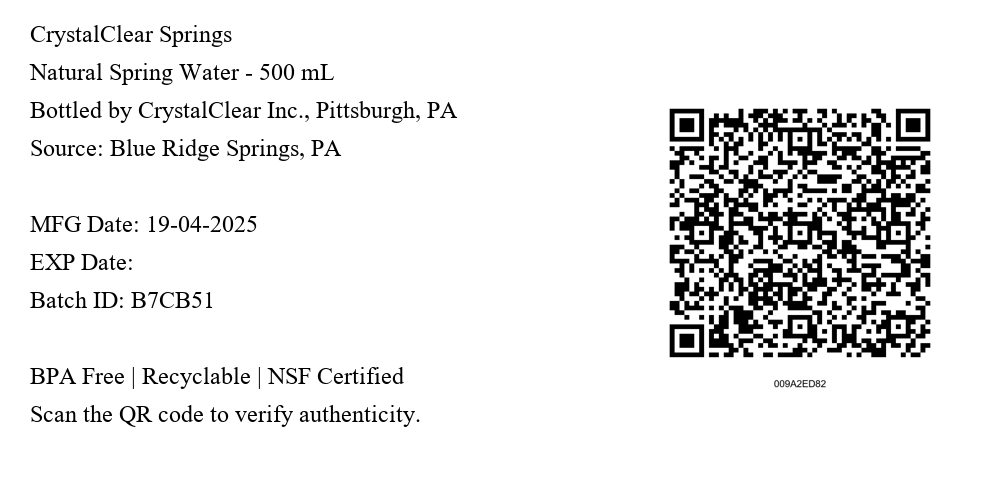 CrystalClear Springs
Natural Spring Water - 500 mL
Bottled by CrystalClear Inc., Pittsburgh, PA
Source: Blue Ridge Springs, PA
MFG Date: 19-04-2025
EXP Date:
Batch ID: B7CB51
BPA Free | Recyclable | NSF Certified
Scan the QR code to verify authenticity.
009A2ED82